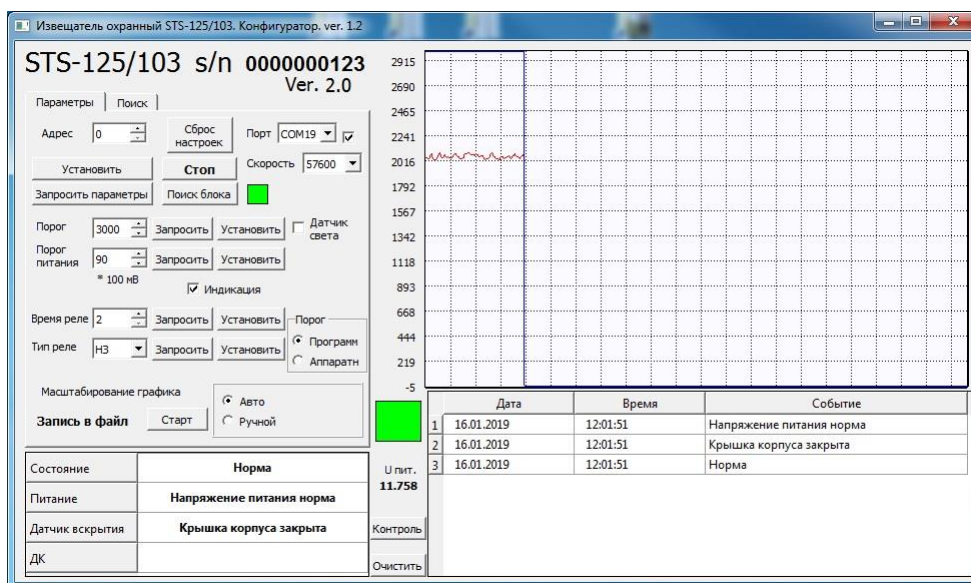 Извещатель охранный STS-125/103. Конфигуратор. ver. 1.2
STS-125/103 s/n 0000000123
Ver. 2.0
Параметры Поиск
Адрес 0 Сброс настроек Порт COM19
Установить Стоп Скорость 57600
Запросить параметры Поиск блока
Порог 3000 Запросить Установить Датчик света
Порог питания 90 Запросить Установить
* 100 мВ
Индикация
Время реле 2 Запросить Установить Порог
Программ
Тип реле НЗ Запросить Установить
Аппаратн
Масштабирование графика
Авто
Запись в файл Старт Ручной
2915
2690
2465
2241
2016
1792
1567
1342
1118
893
668
444
219
-5
Состояние Норма
Питание Напряжение питания норма
Датчик вскрытия Крышка корпуса закрыта
ДК
U пит.
11.758
Контроль
Очистить
Дата Время Событие
1 16.01.2019 12:01:51 Напряжение питания норма
2 16.01.2019 12:01:51 Крышка корпуса закрыта
3 16.01.2019 12:01:51 Норма